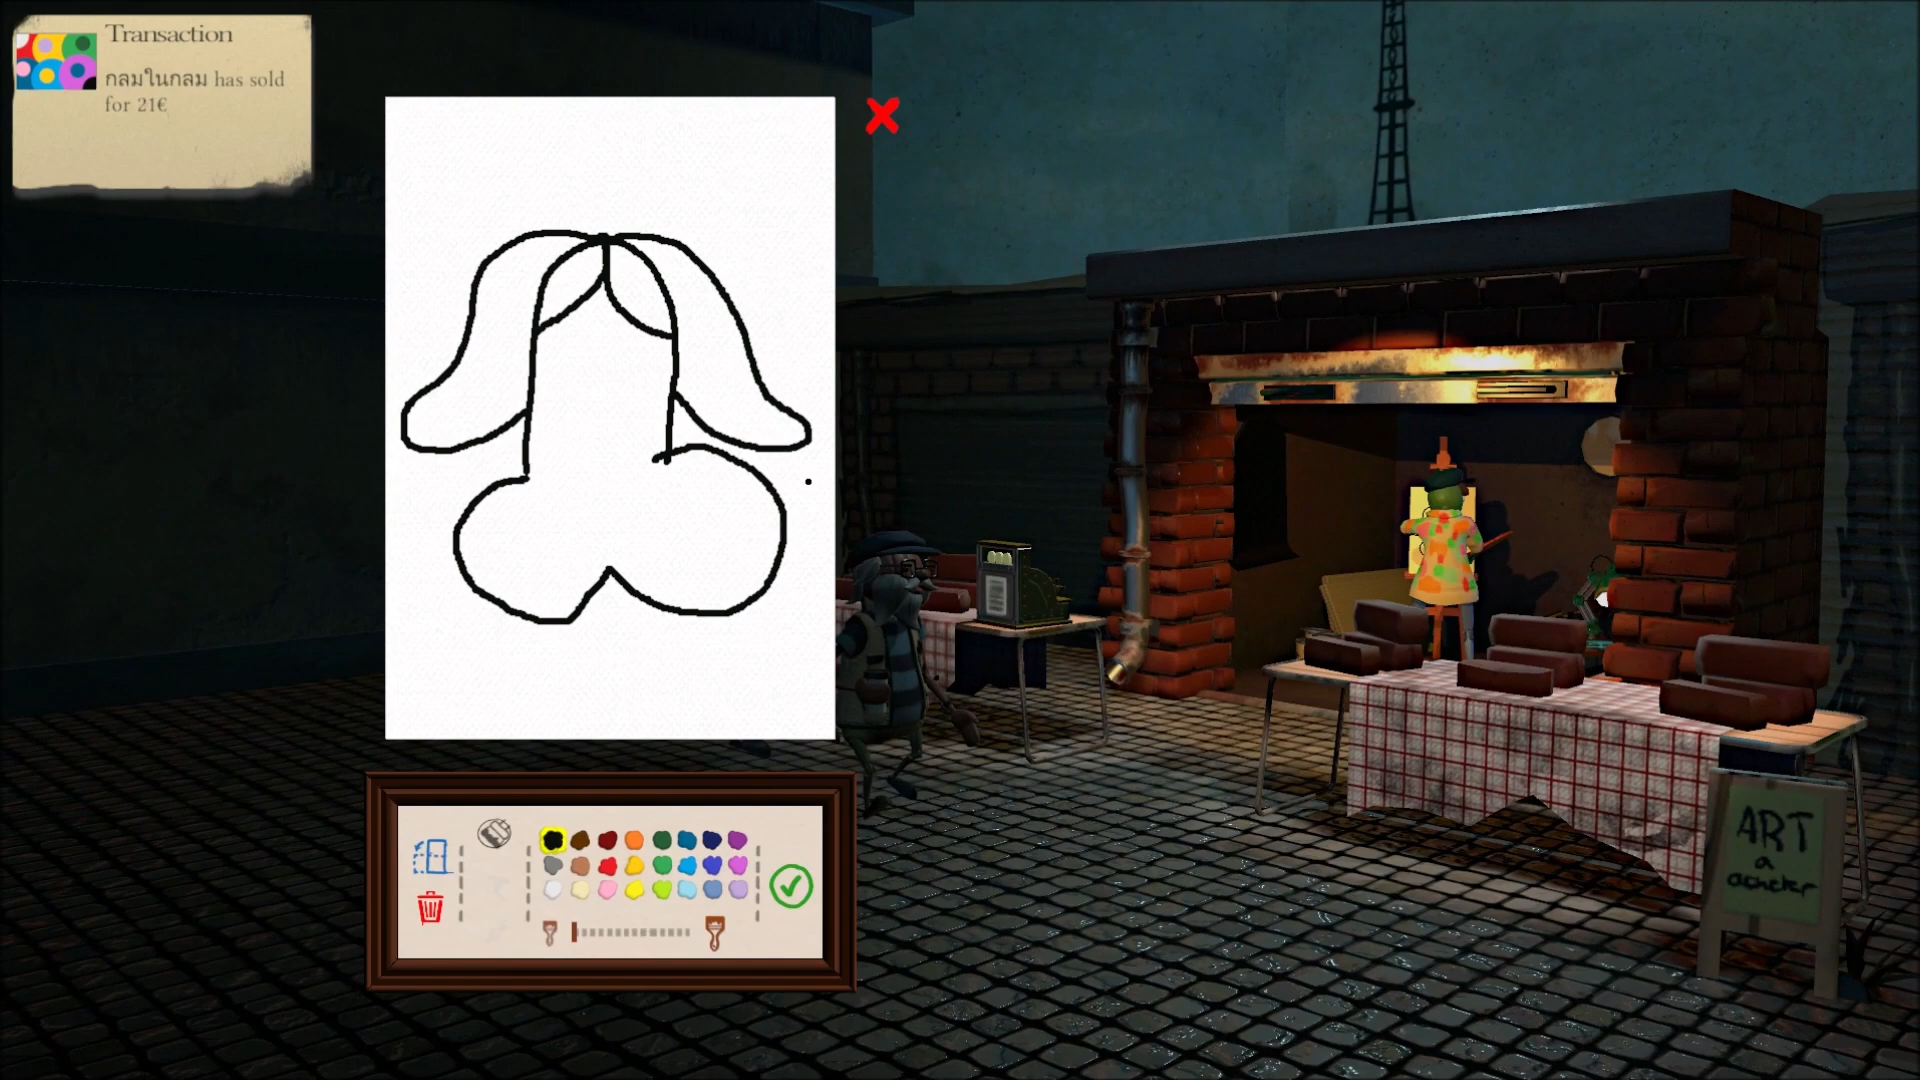 Transaction
กลมในกลม has sold
for 21€
ART
a
acheter